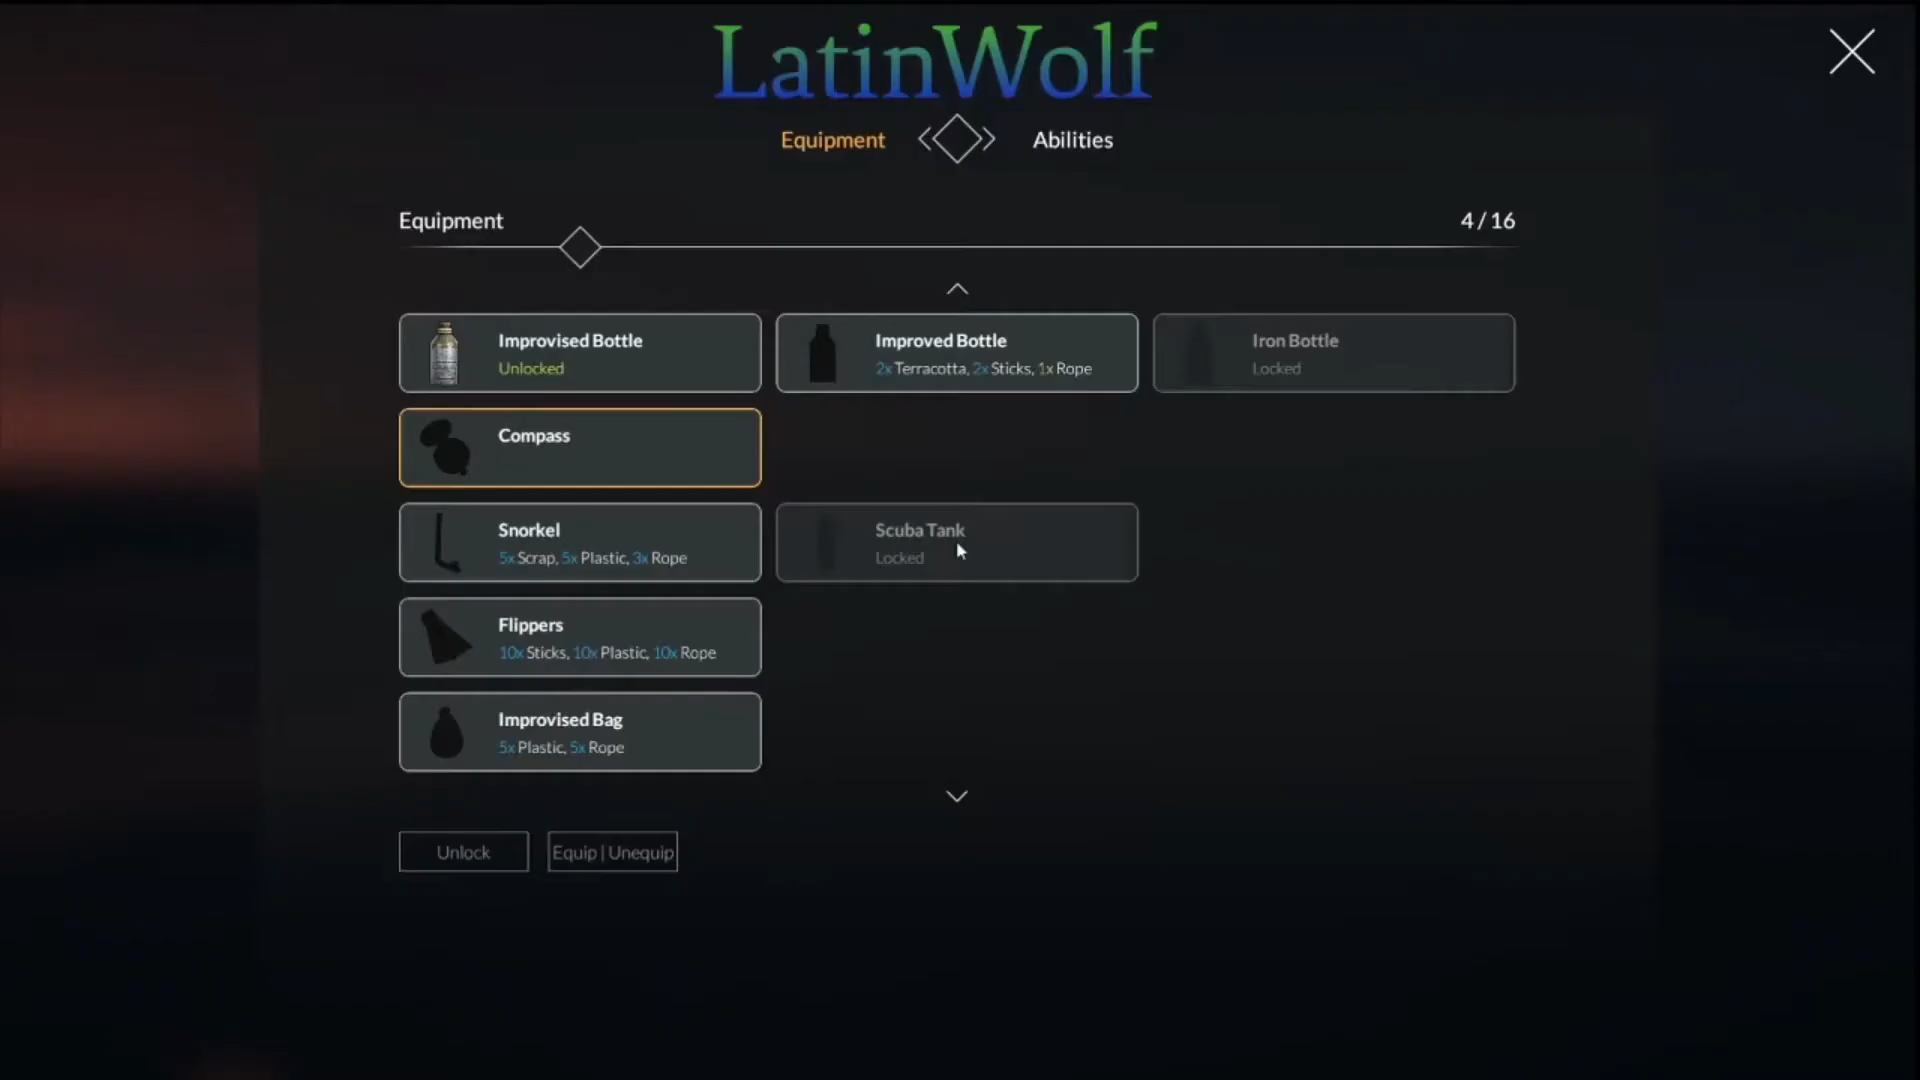 LatinWolf
Equipment
Abilities
Equipment
4 / 16
Improvised Bottle
Unlocked
Improved Bottle
2x Terracotta, 2x Sticks, 1x Rope
Iron Bottle
Locked
Compass
Snorkel
5x Scrap, 5x Plastic, 3x Rope
Scuba Tank
Locked
Flippers
10x Sticks, 10x Plastic, 10x Rope
Improvised Bag
5x Plastic, 5x Rope
Unlock
Equip | Unequip